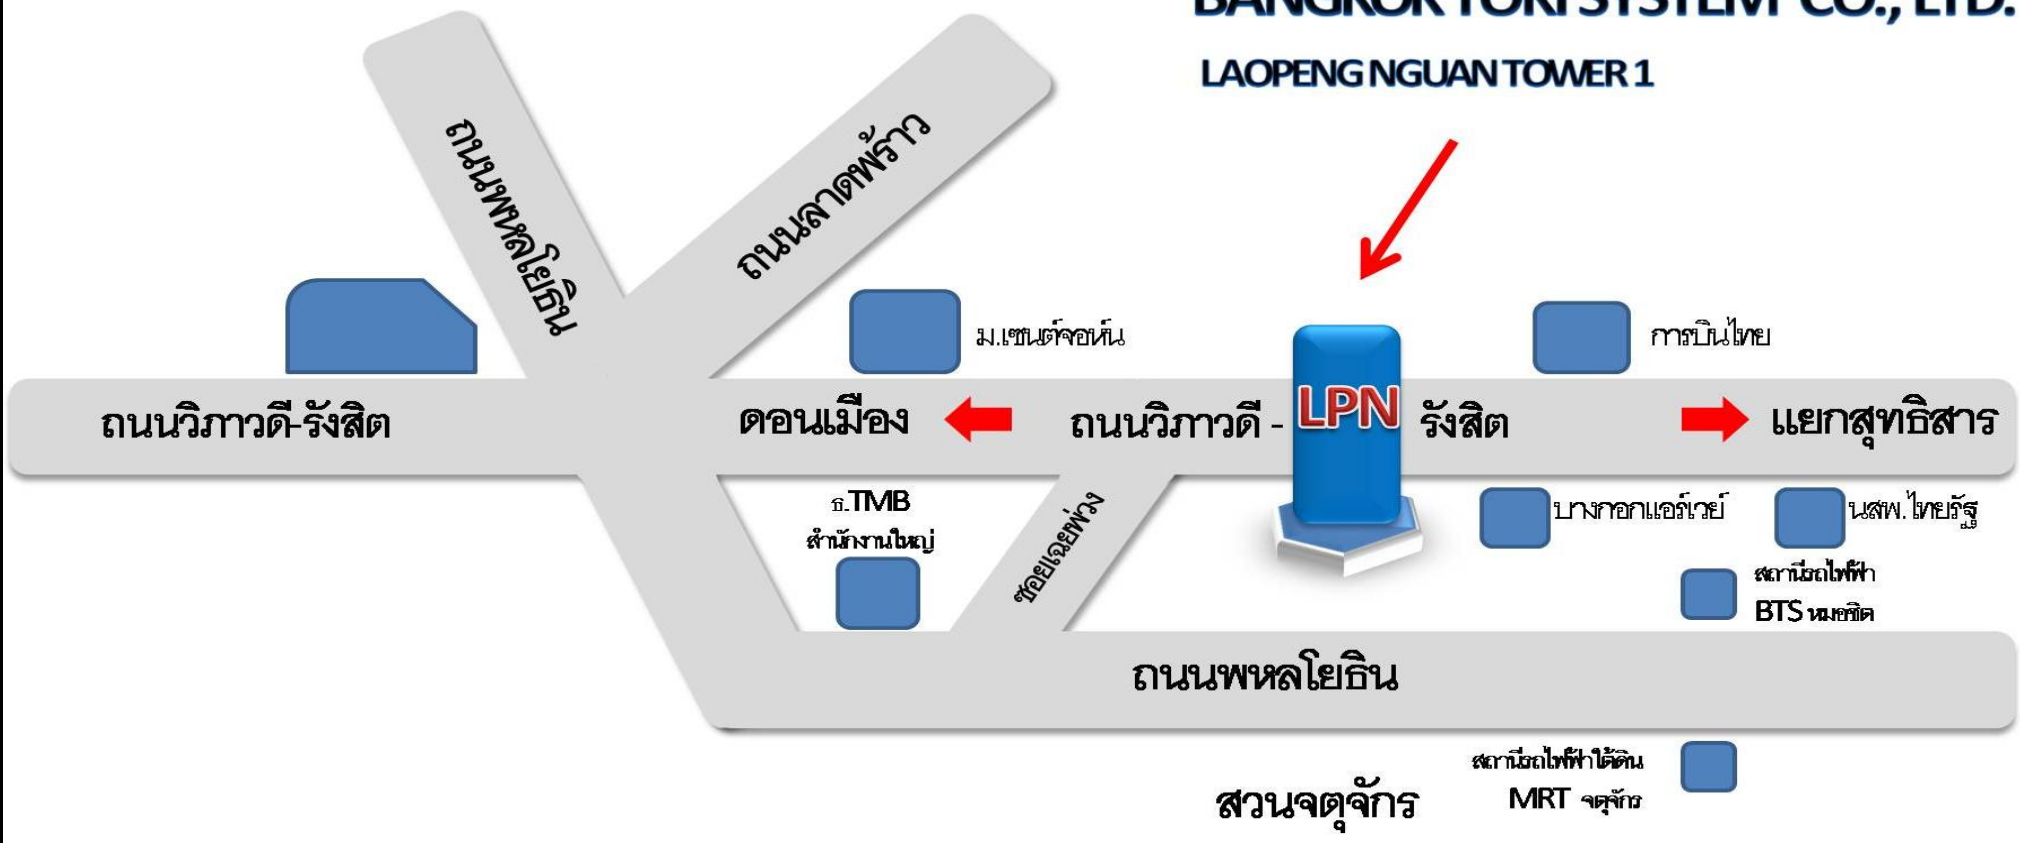 BANGKOK TOKI SYSTEM CO., LTD.
LAOPENG NGUAN TOWER 1
ถนนพหลโยธิน
ถนนลาดพร้าว
ม.เซนต์จอห์น
การบินไทย
ถนนวิภาวดี-รังสิต
ดอนเมือง
ถนนวิภาวดี - LPN รังสิต
แยกสุทธิสาร
ธ.TMB
สำนักงานใหญ่
ซอยเฉยพ่วง
บางกอกแอร์เวย์
นสพ.ไทยรัฐ
สถานีรถไฟฟ้า
BTS หมอชิต
ถนนพหลโยธิน
สถานีรถไฟฟ้าใต้ดิน
MRT จตุจักร
สวนจตุจักร